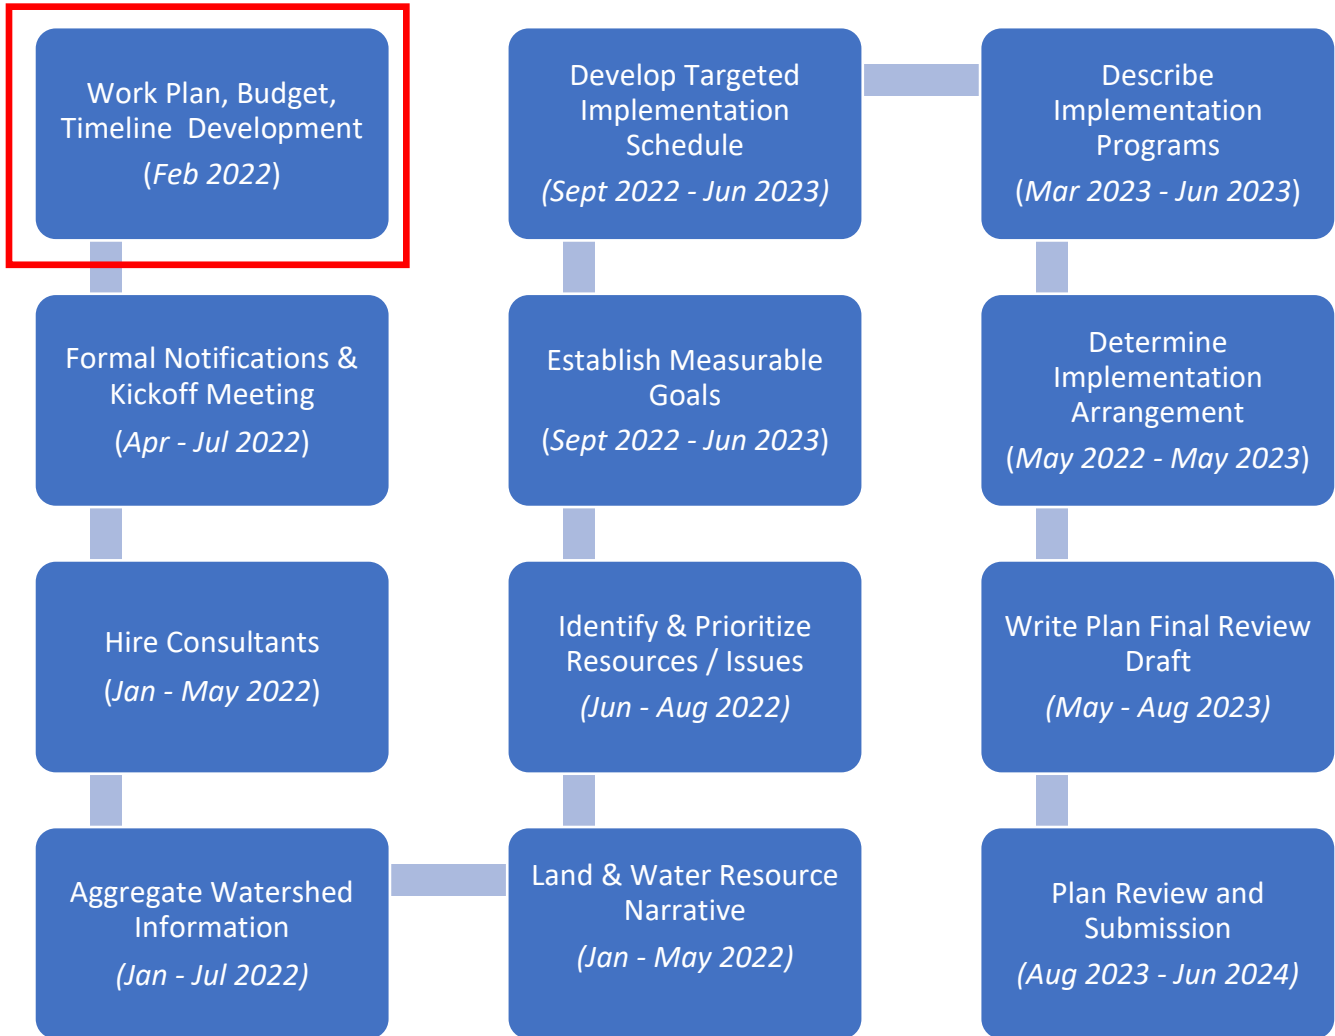 Work Plan, Budget,
Timeline Development
(Feb 2022)
Formal Notifications &
Kickoff Meeting
(Apr - Jul 2022)
Hire Consultants
(Jan - May 2022)
Aggregate Watershed
Information
(Jan - Jul 2022)
Land & Water Resource
Narrative
(Jan - May 2022)
Identify & Prioritize
Resources / Issues
(Jun - Aug 2022)
Establish Measurable
Goals
(Sept 2022 - Jun 2023)
Develop Targeted
Implementation
Schedule
(Sept 2022 - Jun 2023)
Describe
Implementation
Programs
(Mar 2023 - Jun 2023)
Determine
Implementation
Arrangement
(May 2022 - May 2023)
Write Plan Final Review
Draft
(May - Aug 2023)
Plan Review and
Submission
(Aug 2023 - Jun 2024)